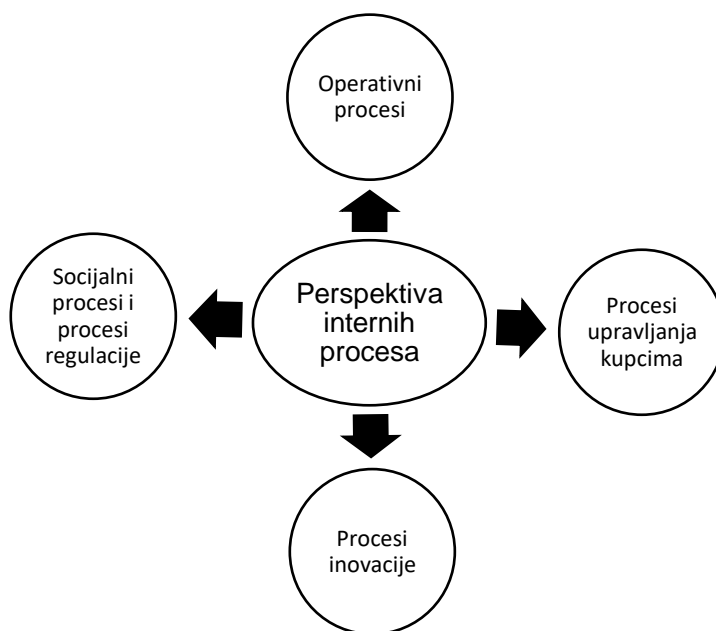 Operativni
procesi
Socijalni
procesi i
procesi
regulacije
Perspektiva
internih
procesa
Procesi
upravljanja
kupcima
Procesi
inovacije